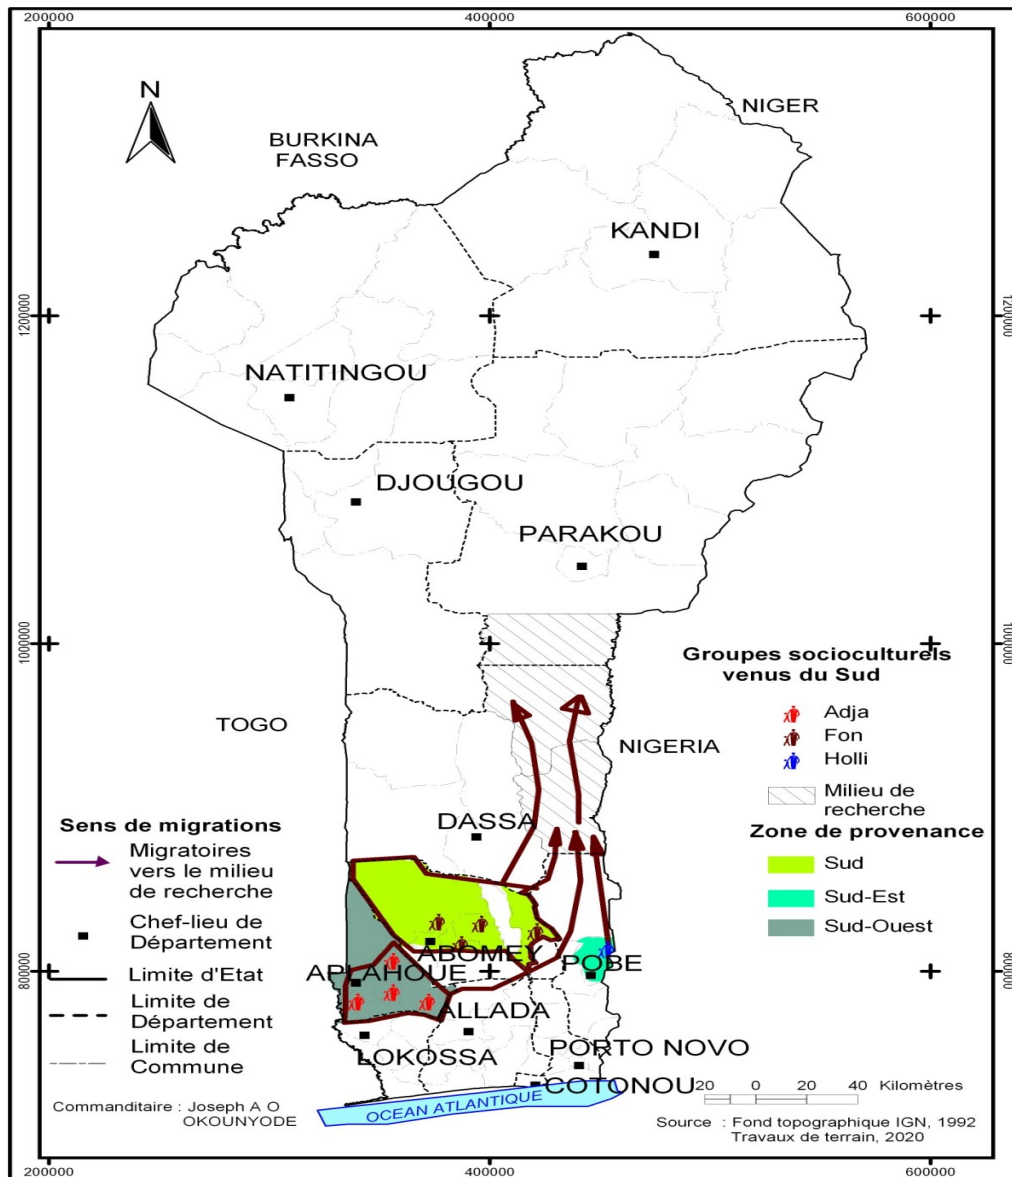 200000
400000
600000
N
NIGER
BURKINA
FASSO
KANDI
1200000
1200000
NATITINGOU
DJOUGOU
PARAKOU
1000000
1000000
TOGO
NIGERIA
DASSA
ABOMEY
APLAHOUE
POBE
800000
800000
ALLADA
LOKOSSA
PORTO NOVO
COTONOU
OCEAN ATLANTIQUE
Groupes socioculturels
venus du Sud
Adja
Fon
Holli
Milieu de
recherche
Zone de provenance
Sud
Sud-Est
Sud-Ouest
Sens de migrations
Migratoires
vers le milieu
de recherche
Chef-lieu de
Département
Limite d'Etat
Limite de
Département
Limite de
Commune
Commanditaire : Joseph A O
OKOUNYODE
20 0 20 40 Kilomètres
Source : Fond topographique IGN, 1992
Travaux de terrain, 2020
200000
400000
600000